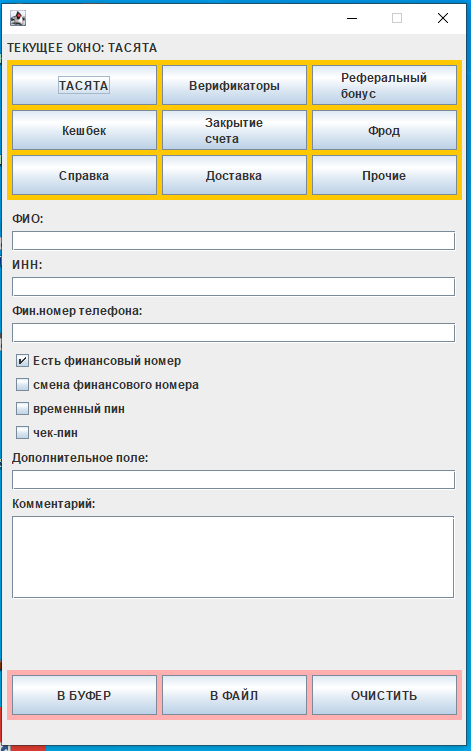 ТЕКУЩЕЕ ОКНО: ТАСЯТА
ТАСЯТА
Верификаторы
Реферальный
бонус
Кешбек
Закрытие
счета
Фрод
Справка
Доставка
Прочие
ФИО:
ИНН:
Фин.номер телефона:
Есть финансовый номер
смена финансового номера
временный пин
чек-пин
Дополнительное поле:
Комментарий:
В БУФЕР
В ФАЙЛ
ОЧИСТИТЬ